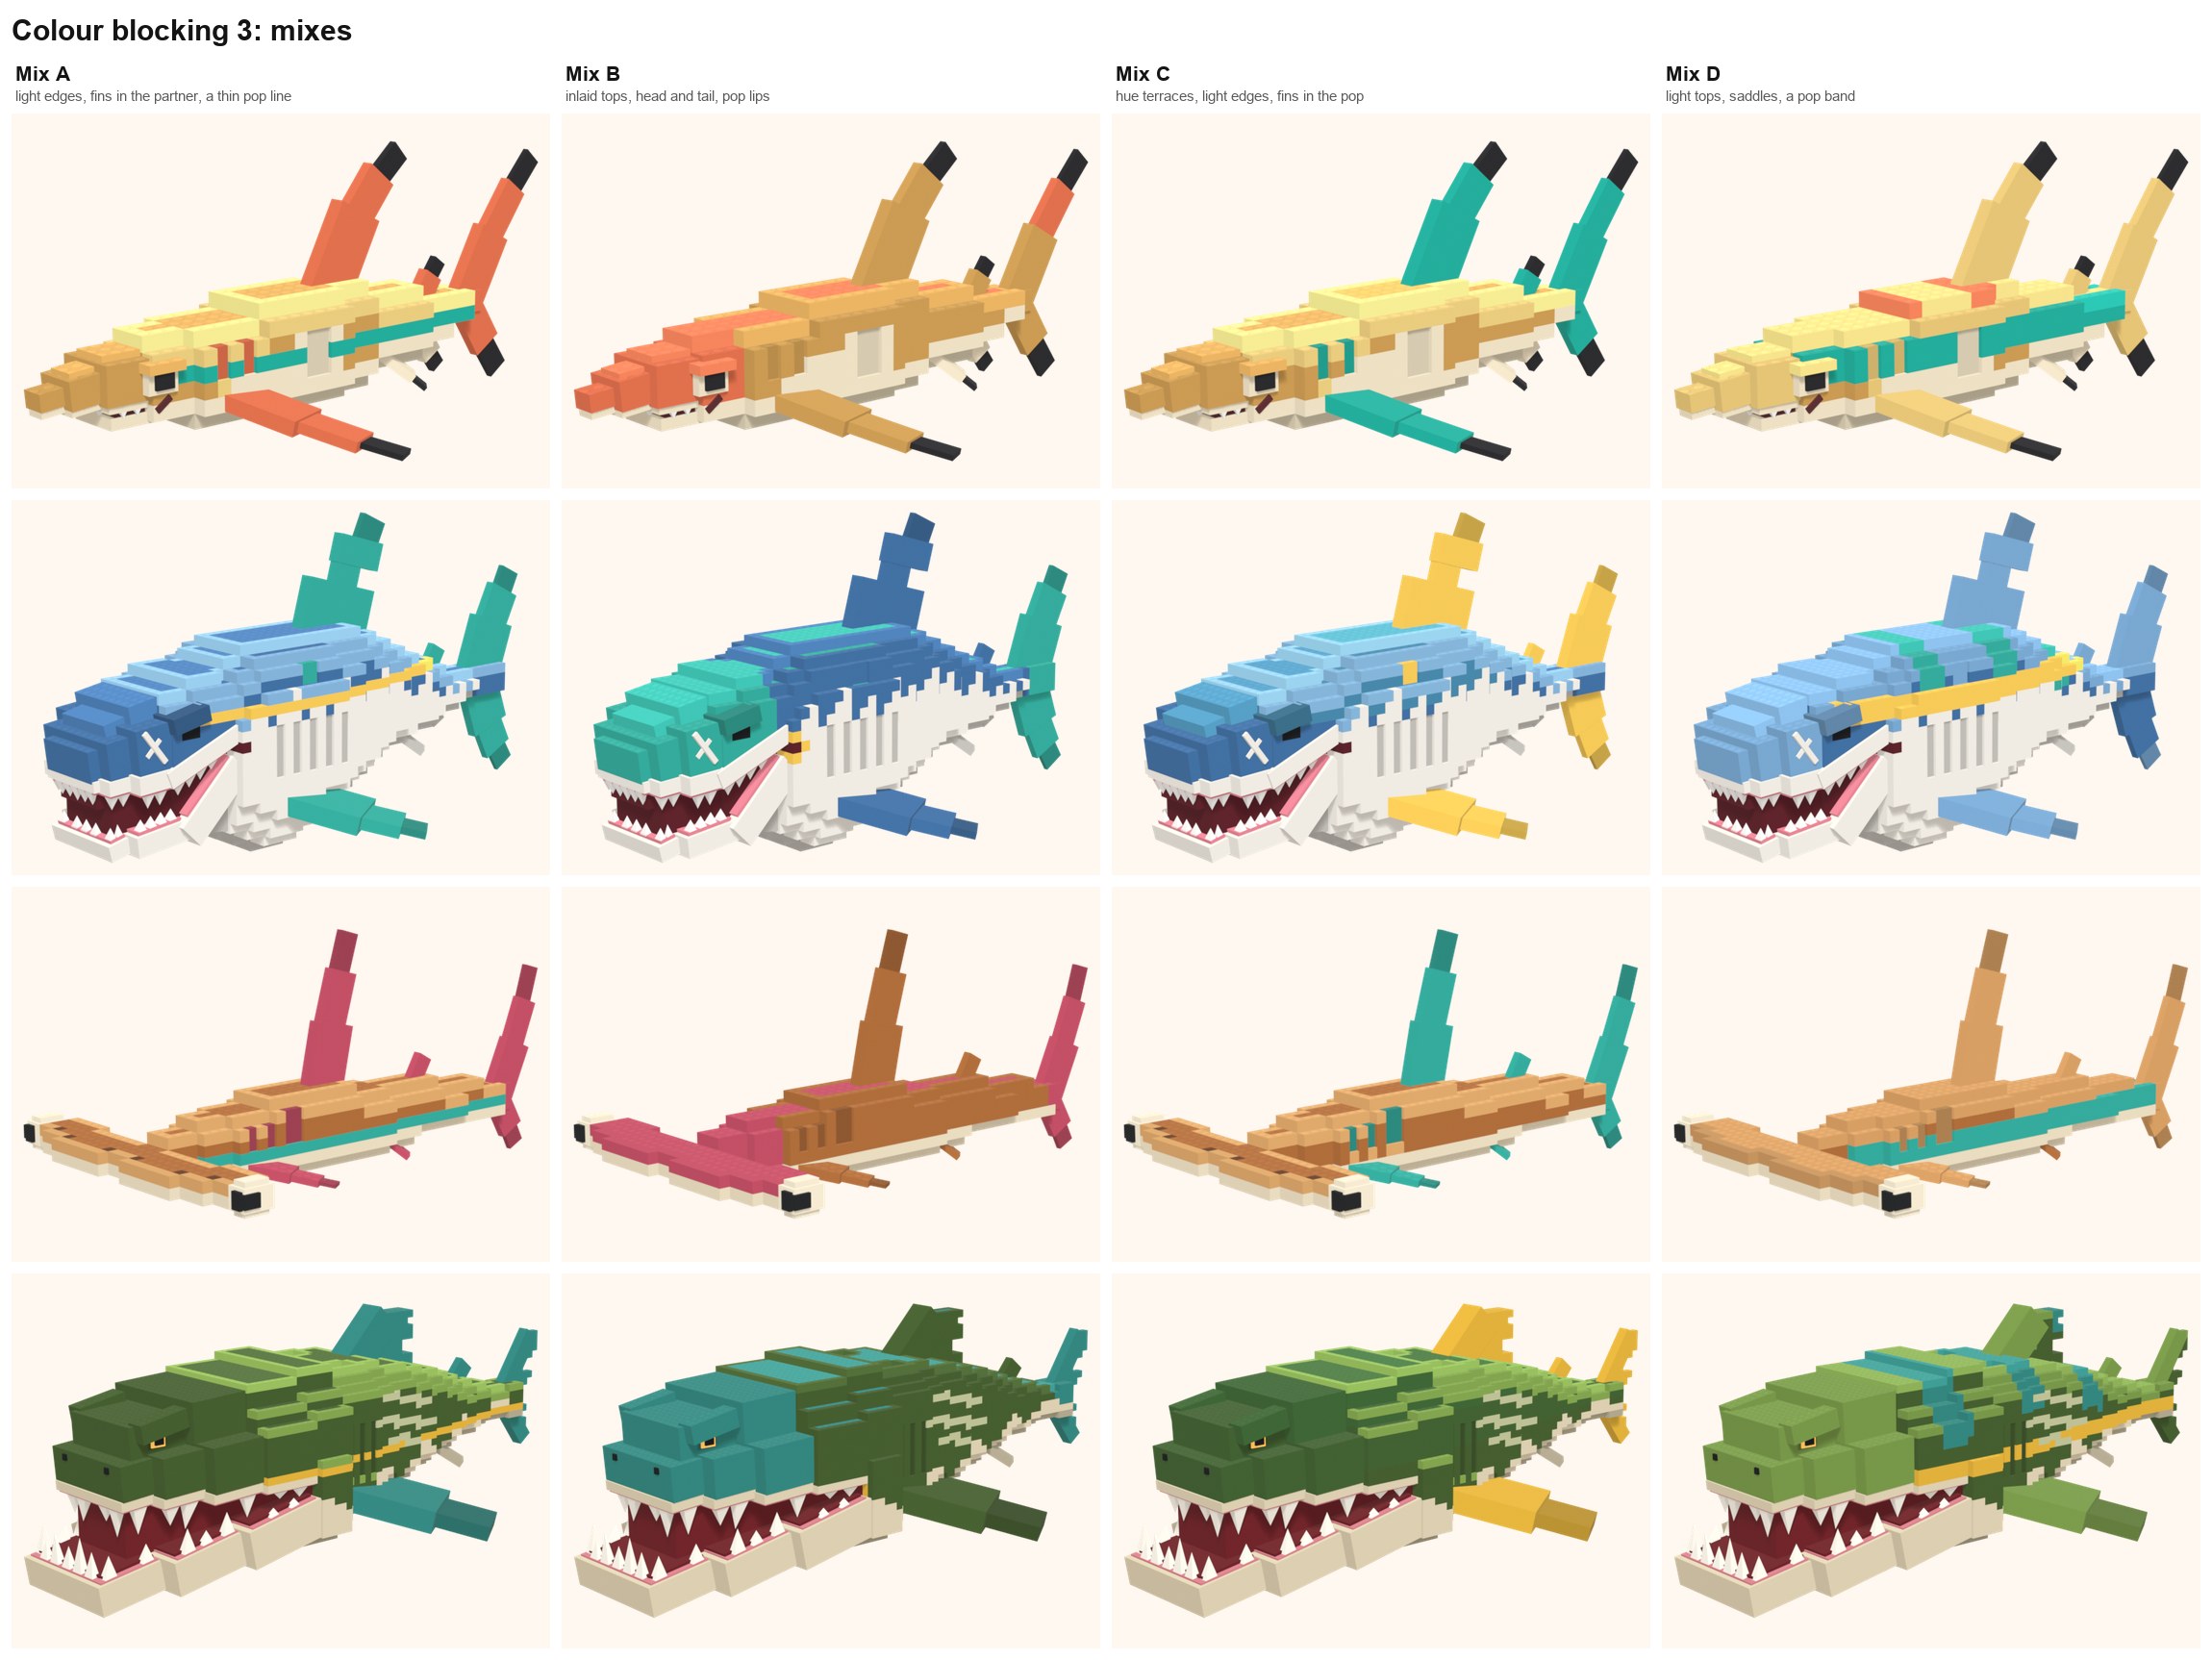 Colour blocking 3: mixes
Mix A
light edges, fins in the partner, a thin pop line
Mix B
inlaid tops, head and tail, pop lips
Mix C
hue terraces, light edges, fins in the pop
Mix D
light tops, saddles, a pop band